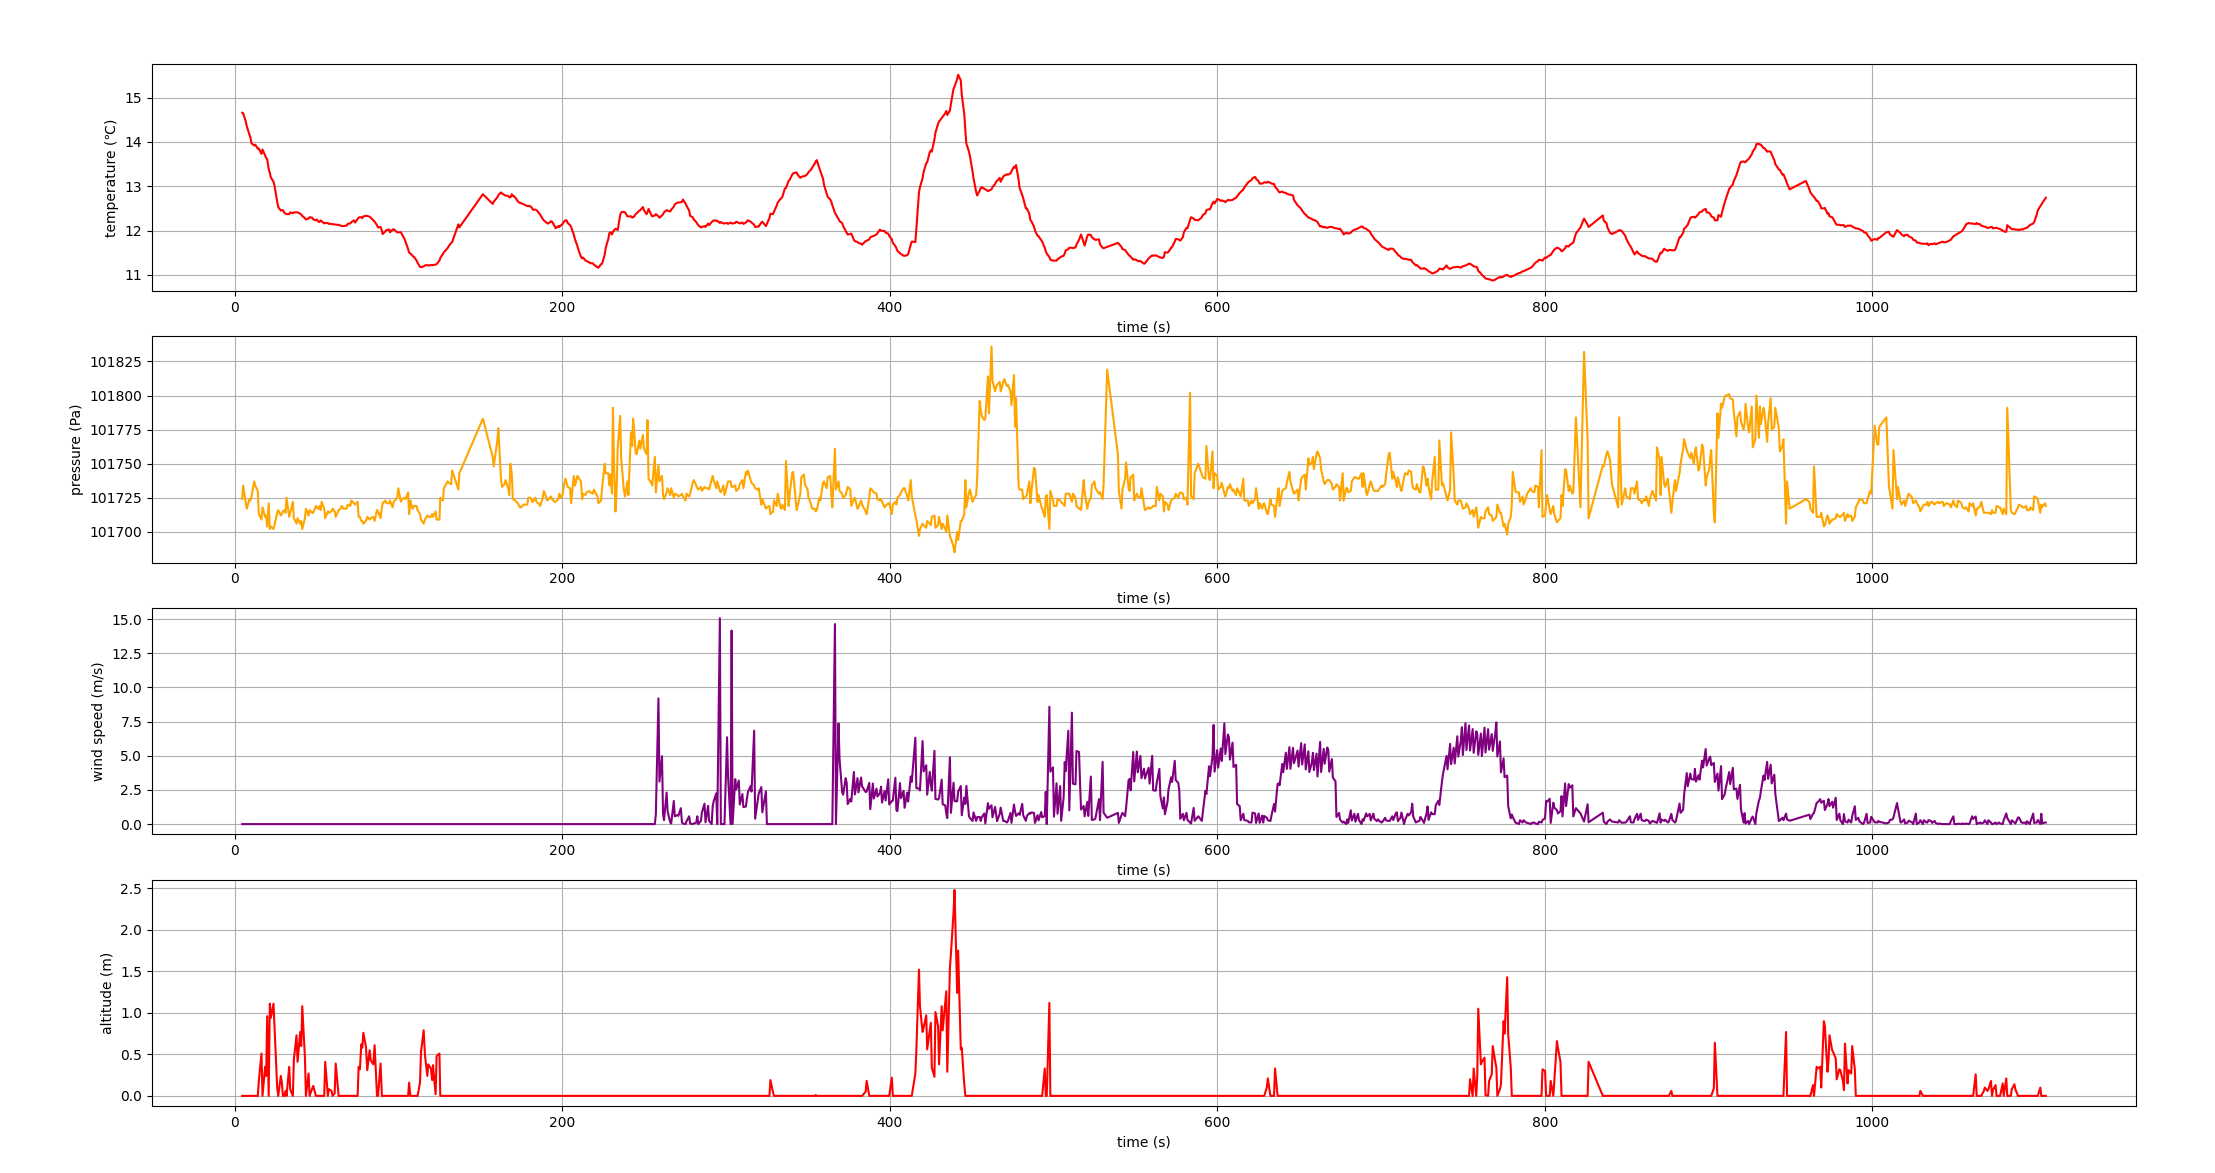 temperature (°C)
15
14
13
12
11
0 200 400 600 800 1000
time (s)
pressure (Pa)
101825
101800
101775
101750
101725
101700
0 200 400 600 800 1000
time (s)
wind speed (m/s)
15.0
12.5
10.0
7.5
5.0
2.5
0.0
0 200 400 600 800 1000
time (s)
altitude (m)
2.5
2.0
1.5
1.0
0.5
0.0
0 200 400 600 800 1000
time (s)